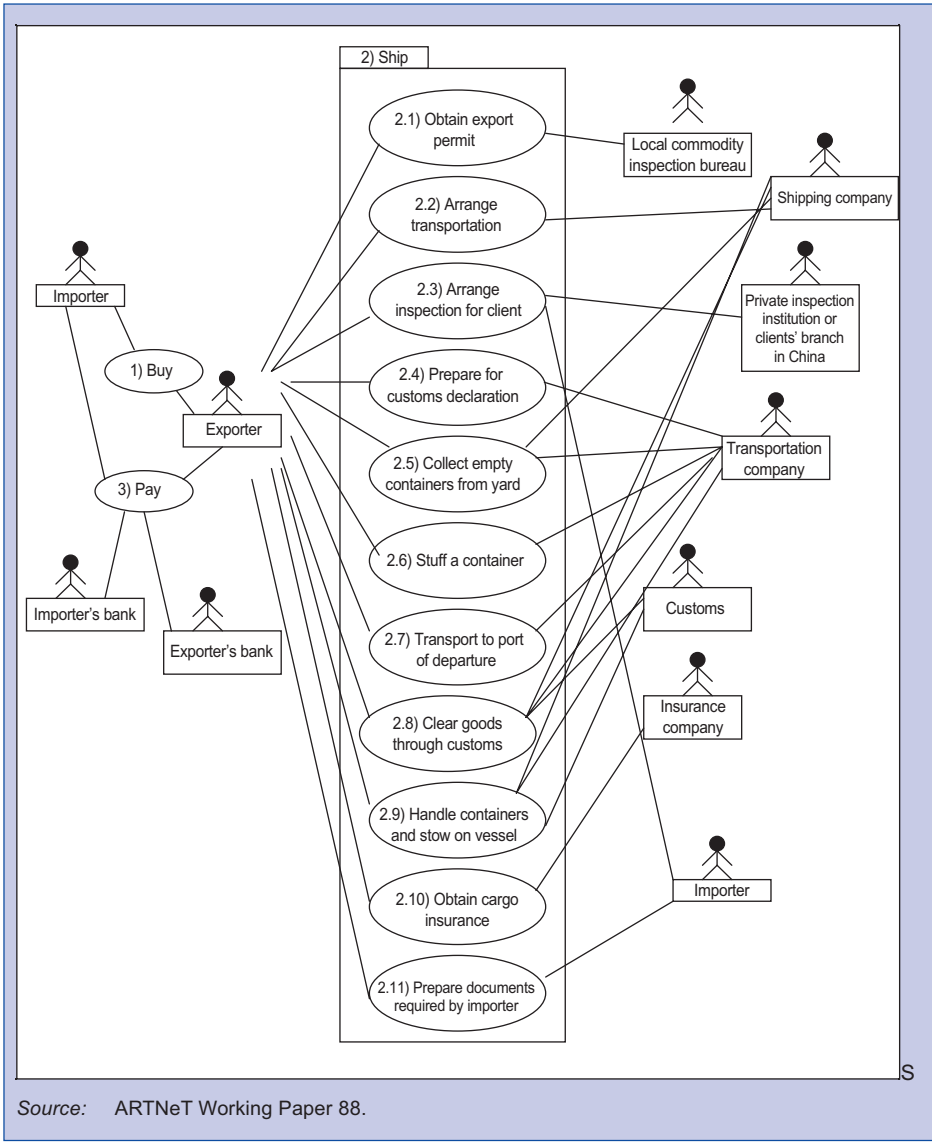 2) Ship
2.1) Obtain export
permit
Local commodity
inspection bureau
2.2) Arrange
transportation
Shipping company
Importer
2.3) Arrange
inspection for client
Private inspection
institution or
clients' branch
in China
1) Buy
2.4) Prepare for
customs declaration
Exporter
2.5) Collect empty
containers from yard
Transportation
company
3) Pay
2.6) Stuff a container
Importer's bank
Customs
Exporter's bank
2.7) Transport to port
of departure
Insurance
company
2.8) Clear goods
through customs
2.9) Handle containers
and stow on vessel
2.10) Obtain cargo
insurance
Importer
2.11) Prepare documents
required by importer
S
Source: ARTNeT Working Paper 88.